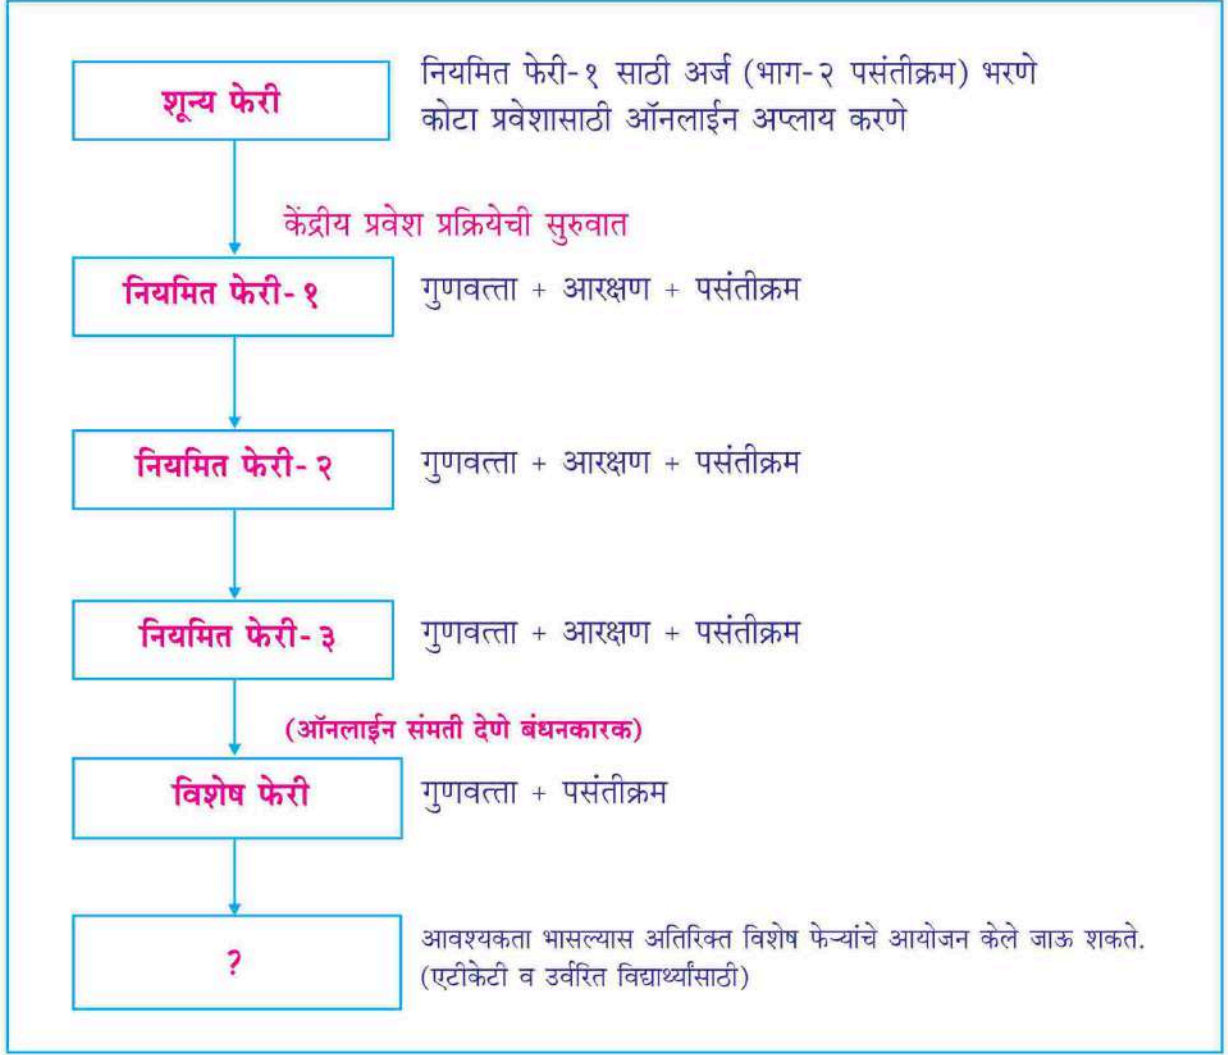 शून्य फेरी
नियमित फेरी-१ साठी अर्ज (भाग-२ पसंतीक्रम) भरणे
कोटा प्रवेशासाठी ऑनलाईन अप्लाय करणे
केंद्रीय प्रवेश प्रक्रियेची सुरुवात
नियमित फेरी-१
गुणवत्ता + आरक्षण + पसंतीक्रम
नियमित फेरी-२
गुणवत्ता + आरक्षण + पसंतीक्रम
नियमित फेरी-३
गुणवत्ता + आरक्षण + पसंतीक्रम
(ऑनलाईन संमती देणे बंधनकारक)
विशेष फेरी
गुणवत्ता + पसंतीक्रम
?
आवश्यकता भासल्यास अतिरिक्त विशेष फेऱ्यांचे आयोजन केले जाऊ शकते.
(एटीकेटी व उर्वरित विद्यार्थ्यांसाठी)